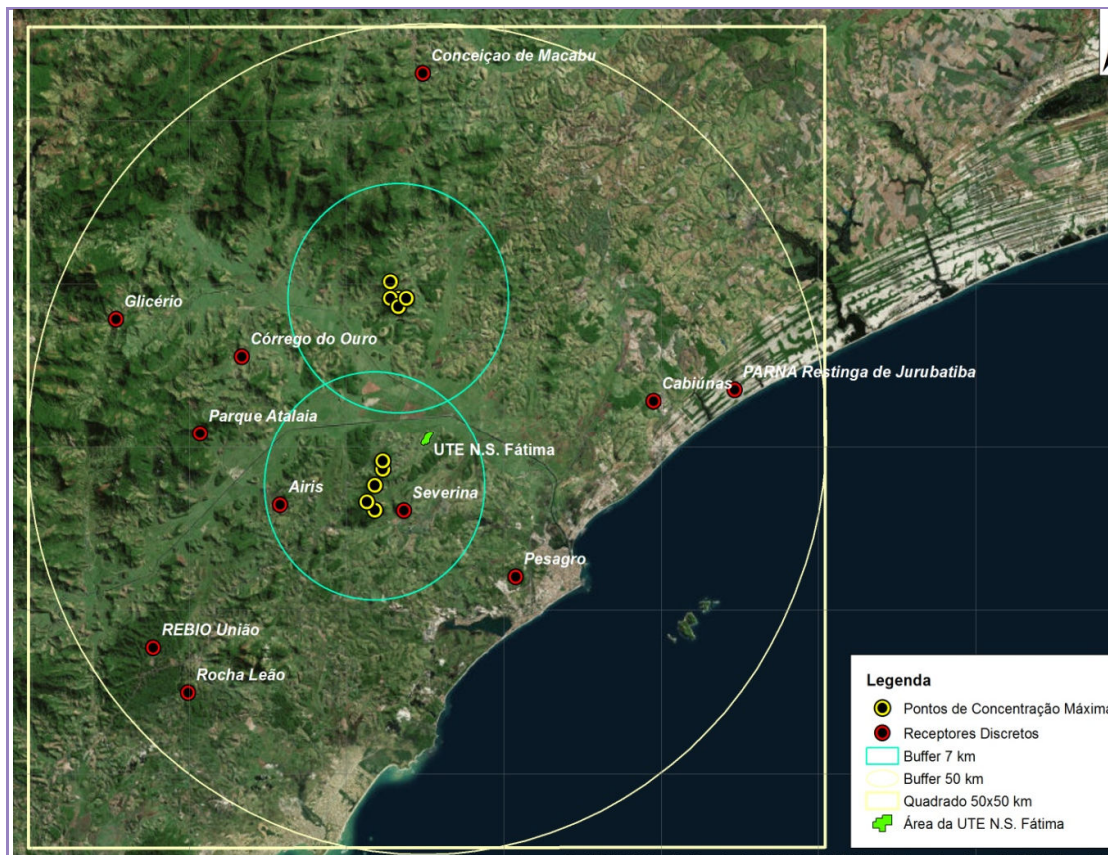 Conceiçao de Macabu
Glicério
Córrego do Ouro
PARNA Restinga de Jurubatiba
Cabiúnas
Parque Atalaia
UTE N.S. Fátima
Airis
Severina
Pesagro
REBIO União
Rocha Leão
Legenda
Pontos de Concentração Máxima
Receptores Discretos
Buffer 7 km
Buffer 50 km
Quadrado 50x50 km
Área da UTE N.S. Fátima